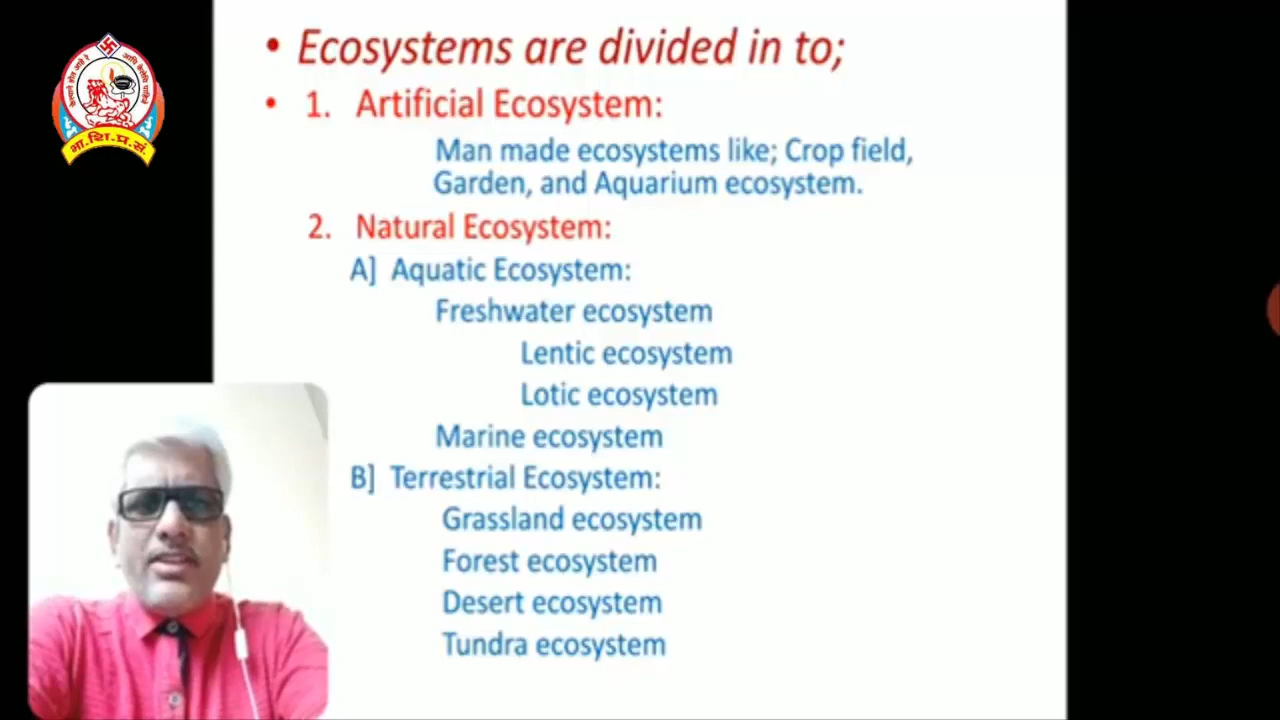 • Ecosystems are divided in to;
• 1. Artificial Ecosystem:
Man made ecosystems like; Crop field,
Garden, and Aquarium ecosystem.
2. Natural Ecosystem:
A] Aquatic Ecosystem:
Freshwater ecosystem
Lentic ecosystem
Lotic ecosystem
Marine ecosystem
B] Terrestrial Ecosystem:
Grassland ecosystem
Forest ecosystem
Desert ecosystem
Tundra ecosystem
भा.शि.प्र.सं.